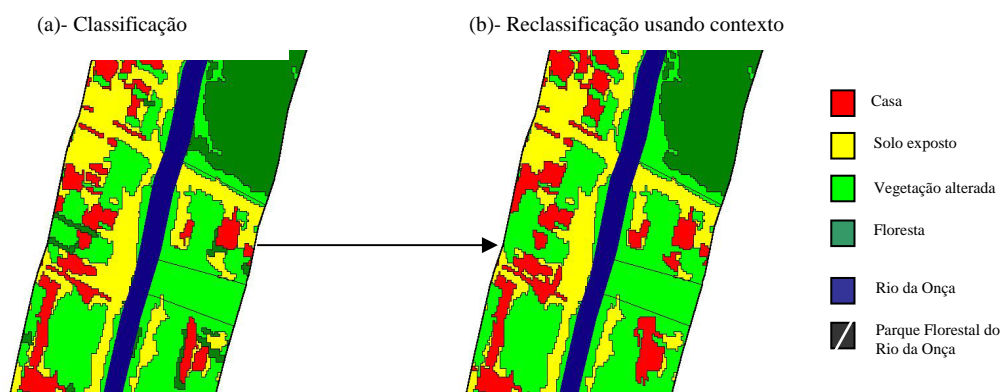 (a)- Classificação
(b)- Reclassificação usando contexto
Casa
Solo exposto
Vegetação alterada
Floresta
Rio da Onça
Parque Florestal do
Rio da Onça